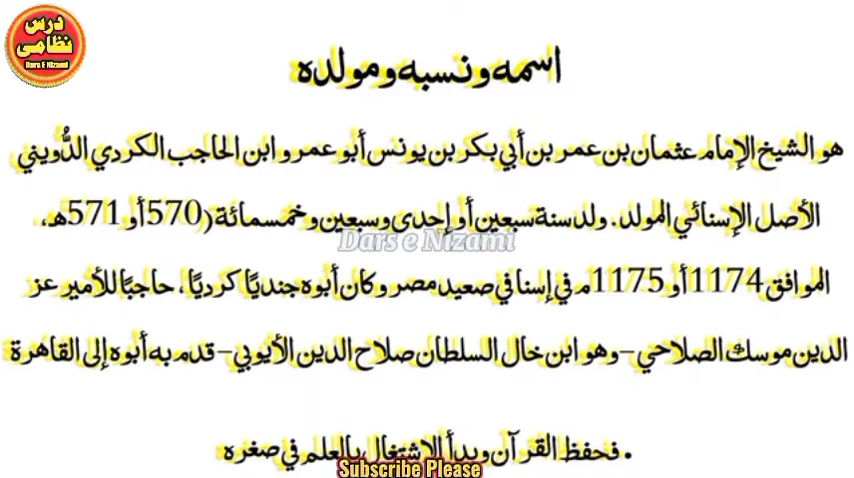 درس
نظامی
Dars E Nizami
اسمه ونسبه ومولده
هو الشيخ الإمام عثمان بن عمر بن أبي بكر بن يونس أبو عمرو ابن الحاجب الكردي الدُّويني
الأصل الإسنائي المولد. ولد سنة سبعين أو إحدى وسبعين وخمسمائة (570 أو 571هـ،
Dars e Nizami
الموافق 1174 أو 1175م في إسنا في صعيد مصر وكان أبوه جنديًا كرديًا، حاجبًا للأمير عز
الدين موسك الصلاحي –وهو ابن خال السلطان صلاح الدين الأيوبي– قدم به أبوه إلى القاهرة
. فحفظ القرآن وبدأ الاشتغال بالعلم في صغره
Subscribe Please